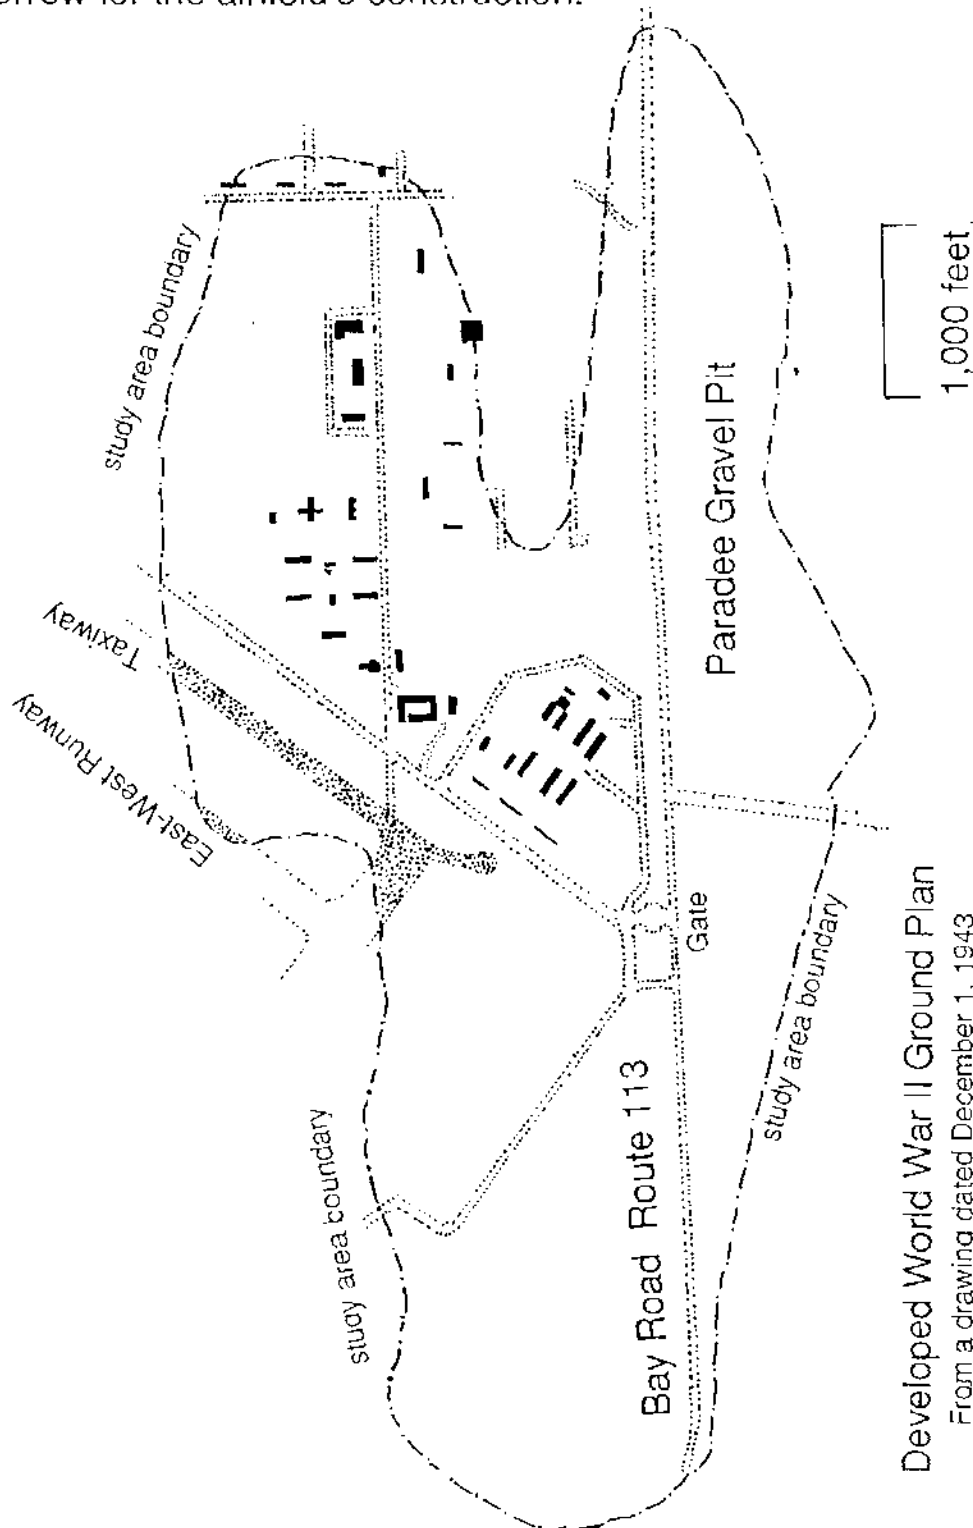 for the airfield's construction.
study area boundary
Taxiway
East-West Runway
Paradee Gravel Pit
1,000 feet
Gate
study area boundary
Bay Road Route 113
study area boundary
Developed World War II Ground Plan
From a drawing dated December 1, 1943